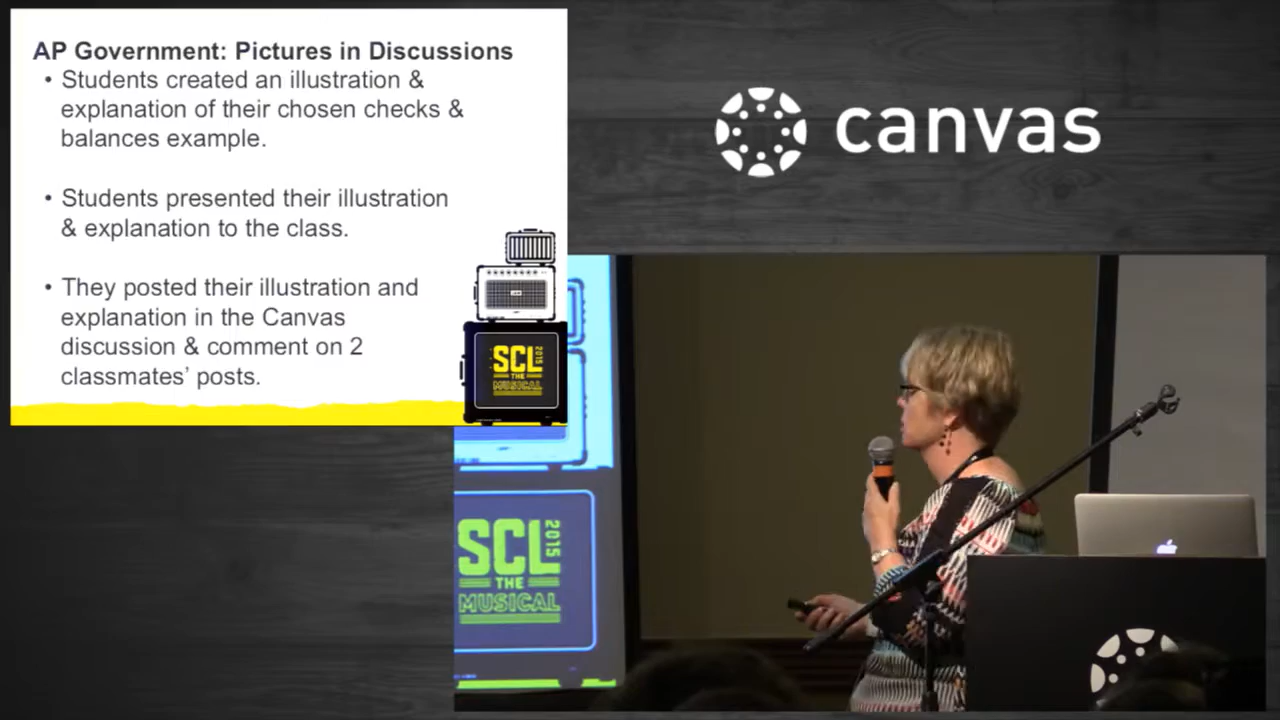 AP Government: Pictures in Discussions
• Students created an illustration &
explanation of their chosen checks &
balances example.
• Students presented their illustration
& explanation to the class.
• They posted their illustration and
explanation in the Canvas
discussion & comment on 2
classmates’ posts.
SCL 2015
THE
MUSICAL
canvas
SCL 2015
THE
MUSICAL